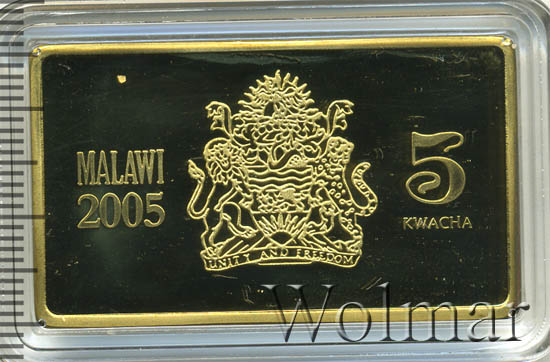 MALAWI
2005
5
KWACHA
UNITY AND FREEDOM
Wolmar